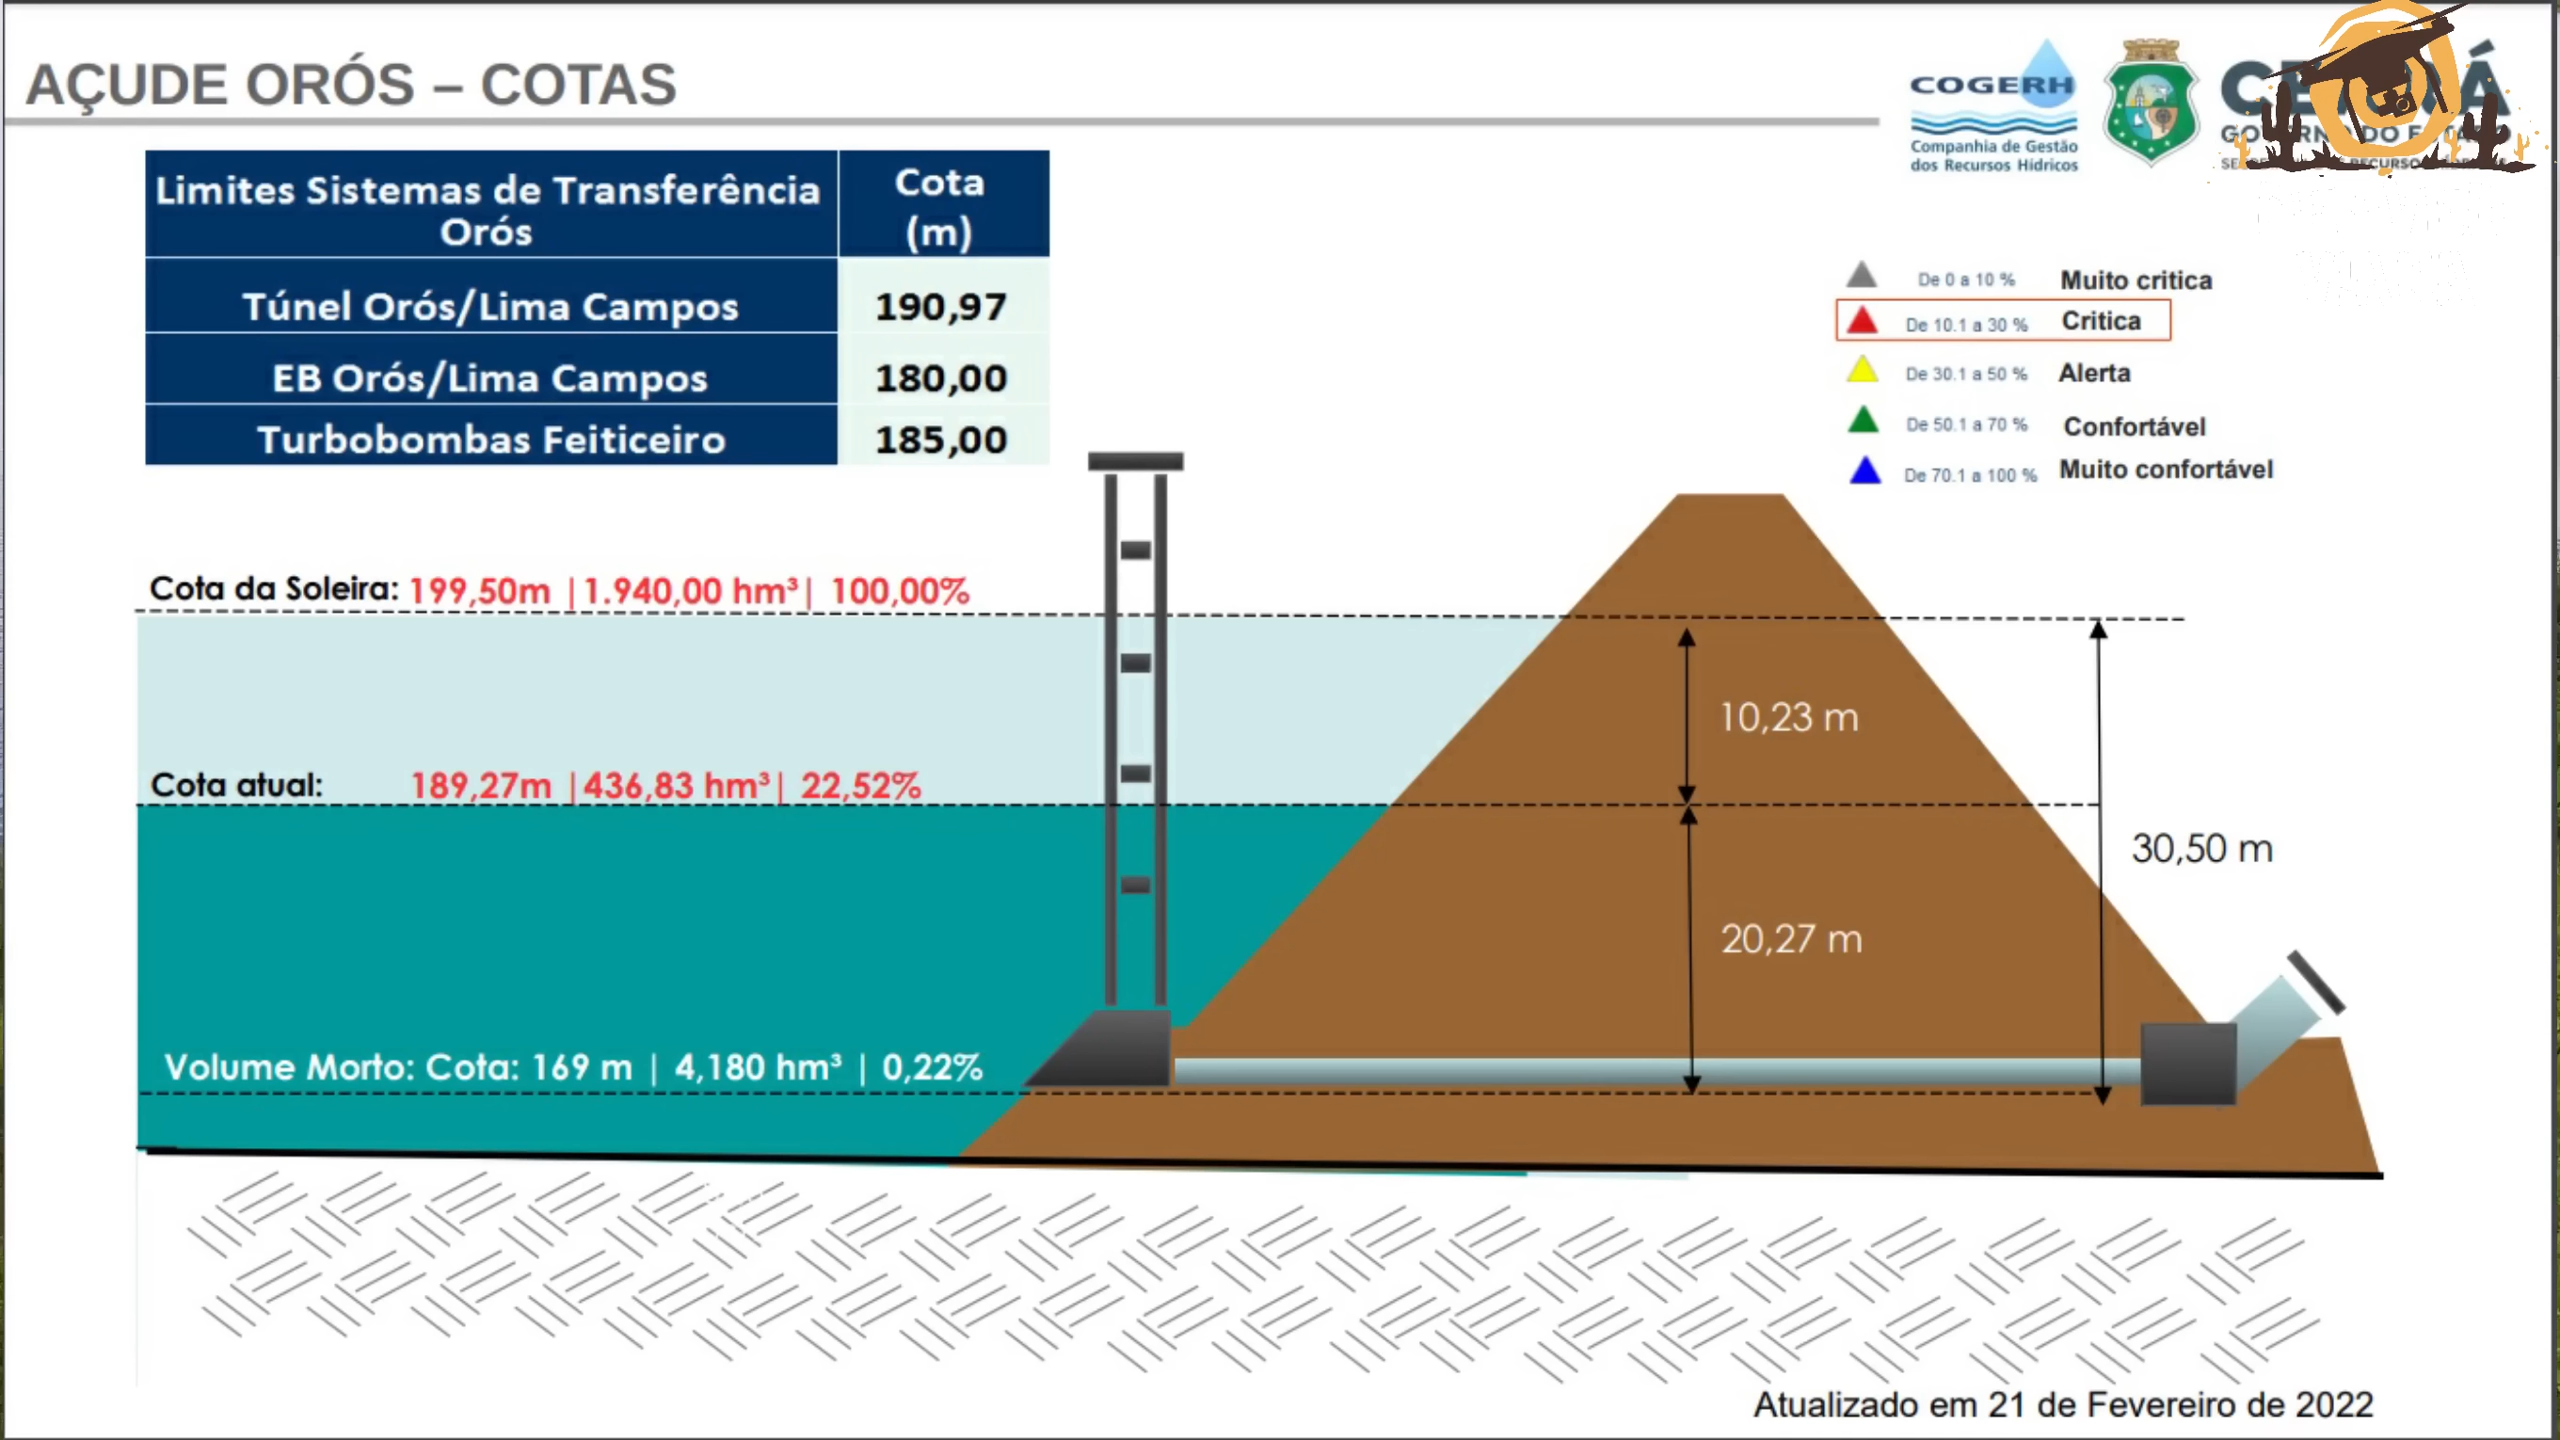 AÇUDE ORÓS – COTAS
COGERH
Companhia de Gestão
dos Recursos Hídricos
Limites Sistemas de Transferência
Orós
Cota
(m)
Túnel Orós/Lima Campos 190,97
EB Orós/Lima Campos 180,00
Turbobombas Feiticeiro 185,00
De 0 a 10 % Muito critica
De 10.1 a 30 % Critica
De 30.1 a 50 % Alerta
De 50.1 a 70 % Confortável
De 70.1 a 100 % Muito confortável
Cota da Soleira: 199,50m |1.940,00 hm³| 100,00%
10,23 m
Cota atual: 189,27m |436,83 hm³| 22,52%
30,50 m
20,27 m
Volume Morto: Cota: 169 m | 4,180 hm³ | 0,22%
Atualizado em 21 de Fevereiro de 2022